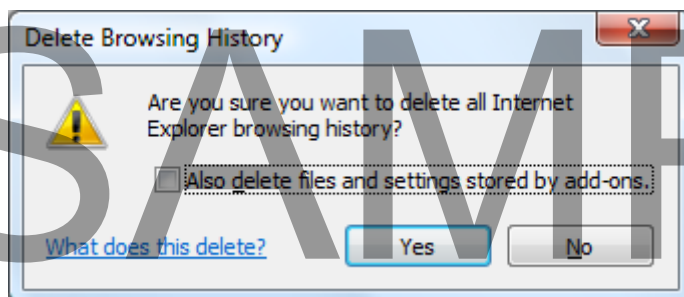 Delete Browsing History
Are you sure you want to delete all Internet
Explorer browsing history?
Also delete files and settings stored by add-ons.
What does this delete?
Yes
No
SAMP